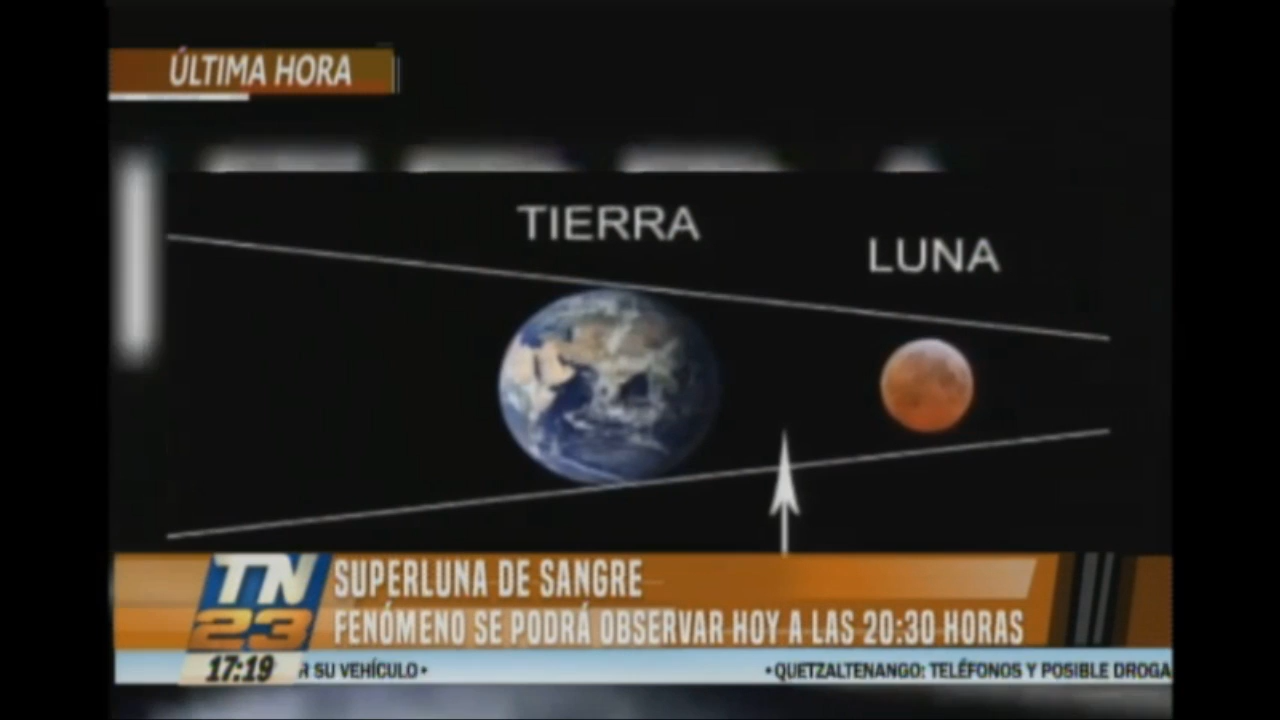 ÚLTIMA HORA
TIERRA
LUNA
TN
23
SUPERLUNA DE SANGRE
FENÓMENO SE PODRÁ OBSERVAR HOY A LAS 20:30 HORAS
17:19
R SU VEHÍCULO• •QUETZALTENANGO: TELÉFONOS Y POSIBLE DROGA